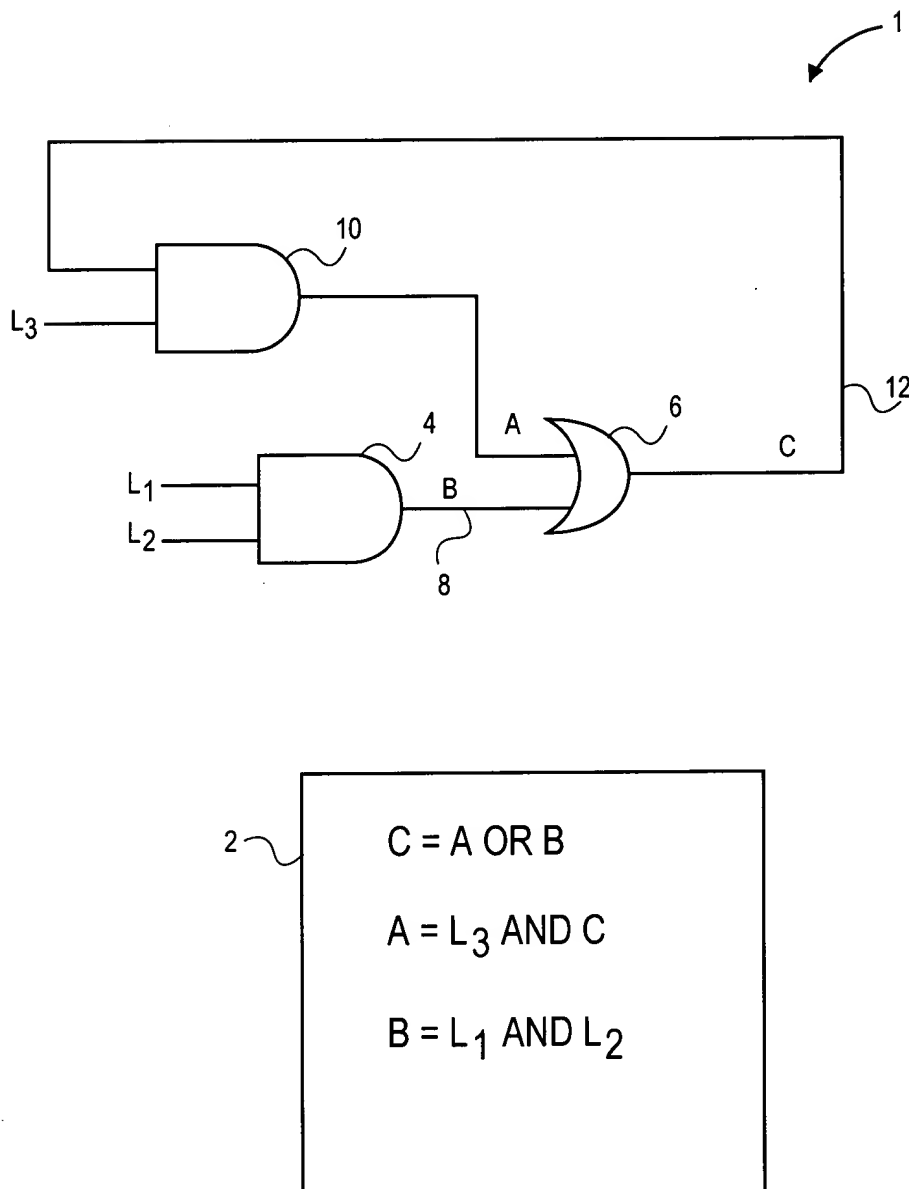 1
10
L3
12
6
4
A
C
L1
B
L2
8
2
C = A OR B
A = L3 AND C
B = L1 AND L2